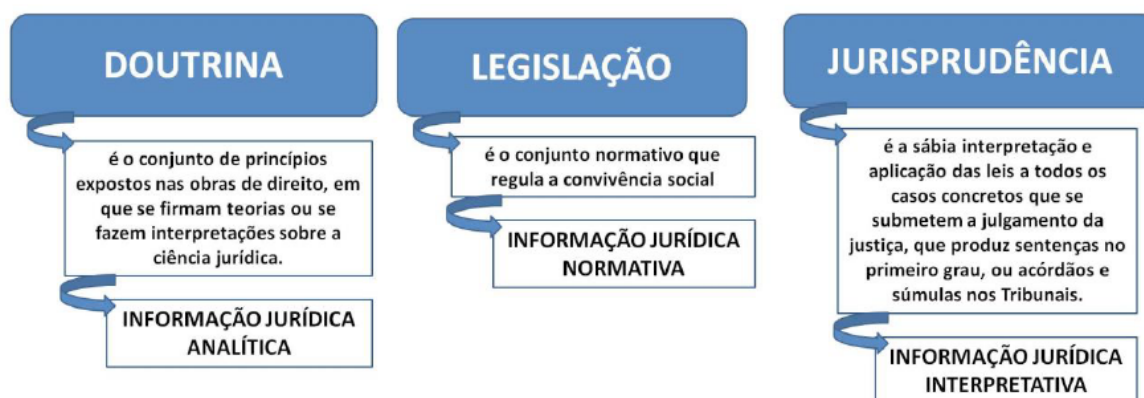 DOUTRINA
é o conjunto de princípios
expostos nas obras de direito, em
que se firmam teorias ou se
fazem interpretações sobre a
ciência jurídica.
INFORMAÇÃO JURÍDICA
ANALÍTICA
LEGISLAÇÃO
é o conjunto normativo que
regula a convivência social
INFORMAÇÃO JURÍDICA
NORMATIVA
JURISPRUDÊNCIA
é a sábia interpretação e
aplicação das leis a todos os
casos concretos que se
submetem a julgamento da
justiça, que produz sentenças no
primeiro grau, ou acórdãos e
súmulas nos Tribunais.
INFORMAÇÃO JURÍDICA
INTERPRETATIVA